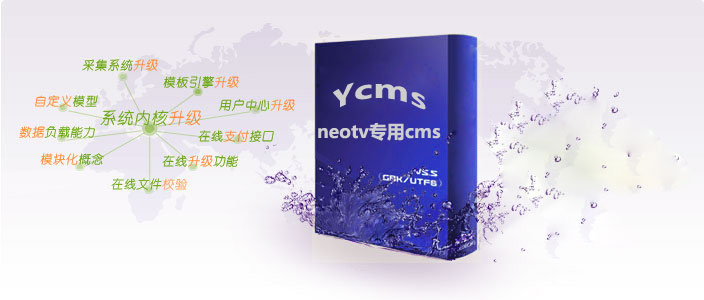 采集系统升级
模板引擎升级
自定义模型
用户中心升级
系统内核升级
数据负载能力
在线支付接口
模块化概念
在线升级功能
在线文件校验
Ycms
neotv专用cms
V5.5
(GBK/UTF8)